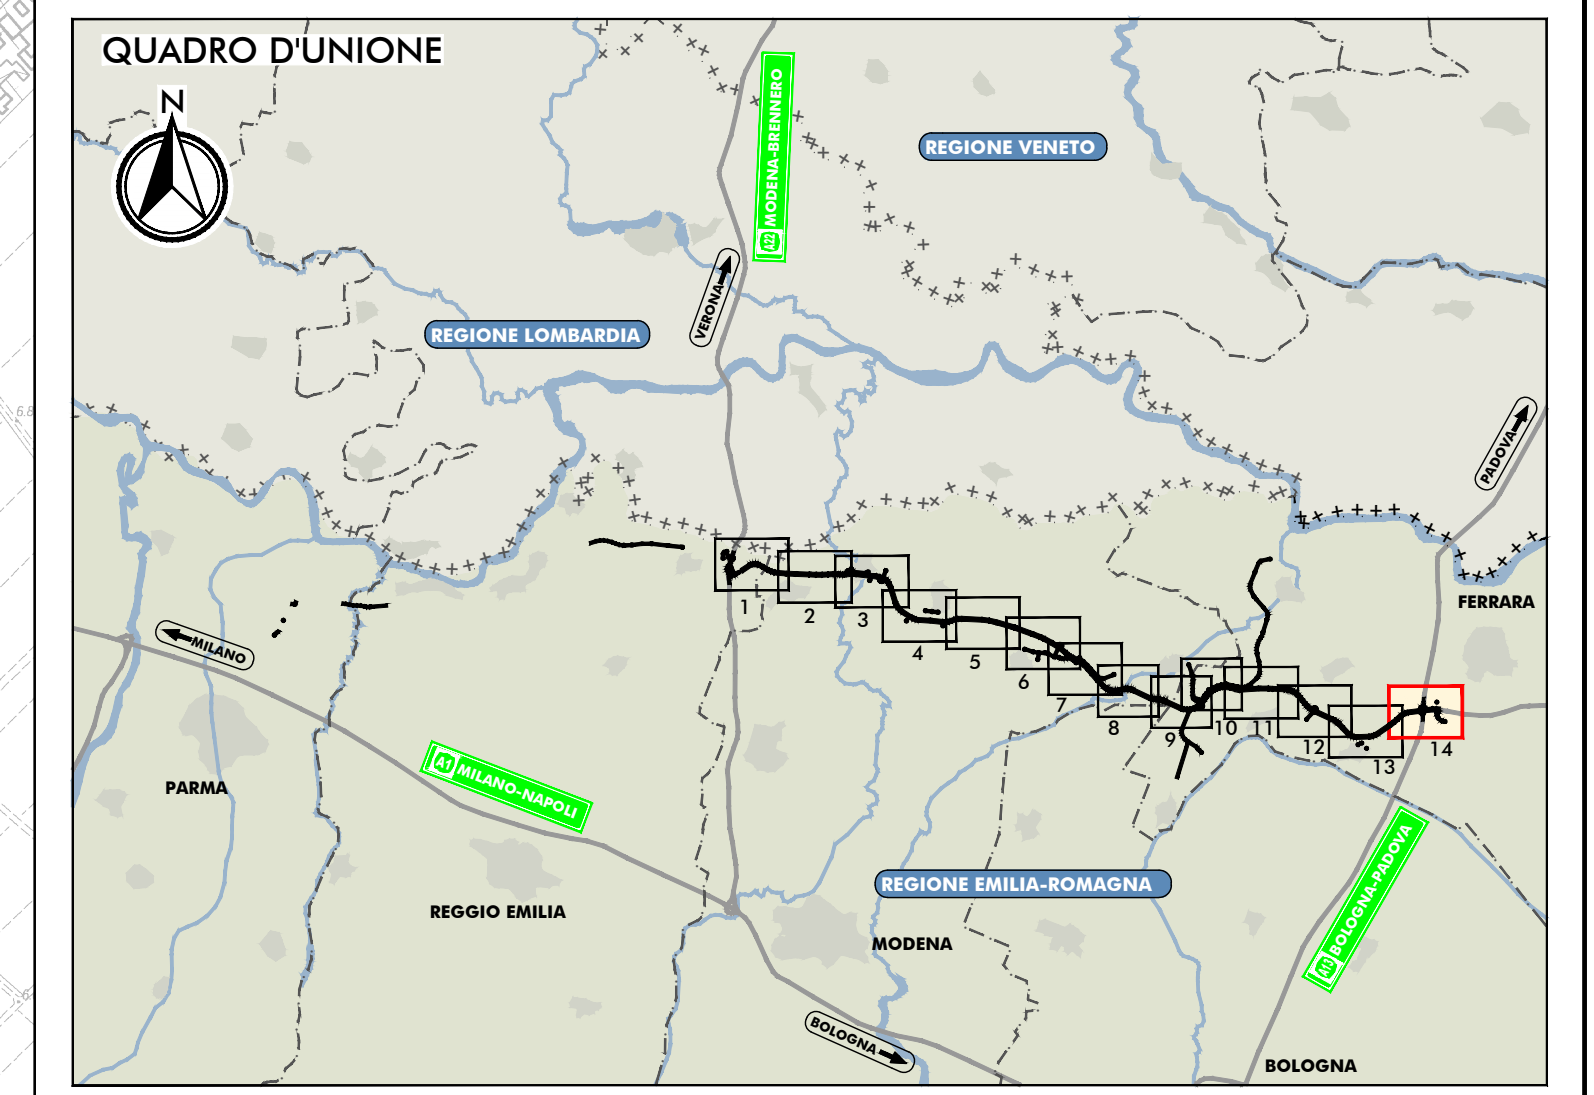 QUADRO D'UNIONE
N
A22 MODENA-BRENNERO
REGIONE VENETO
VERONA
REGIONE LOMBARDIA
6.8
PADOVA
FERRARA
MILANO
1
2
3
4
5
6
7
8
9
10
11
12
13
14
PARMA
A1 MILANO-NAPOLI
REGIONE EMILIA-ROMAGNA
A13 BOLOGNA-PADOVA
REGGIO EMILIA
MODENA
BOLOGNA
BOLOGNA